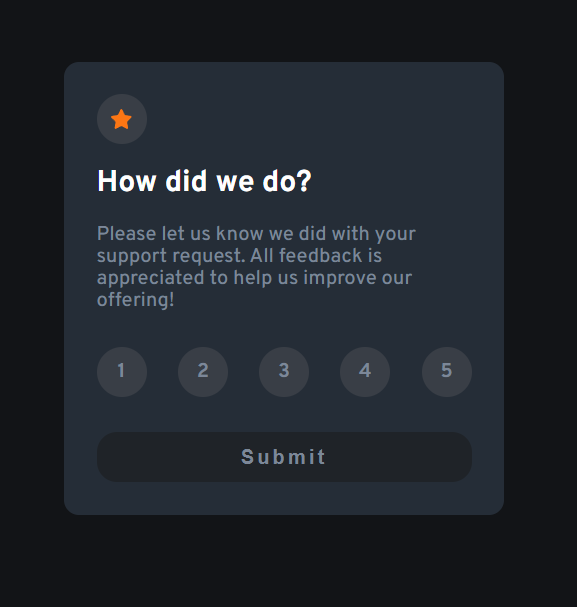 How did we do?
Please let us know we did with your
support request. All feedback is
appreciated to help us improve our
offering!
1 2 3 4 5
Submit